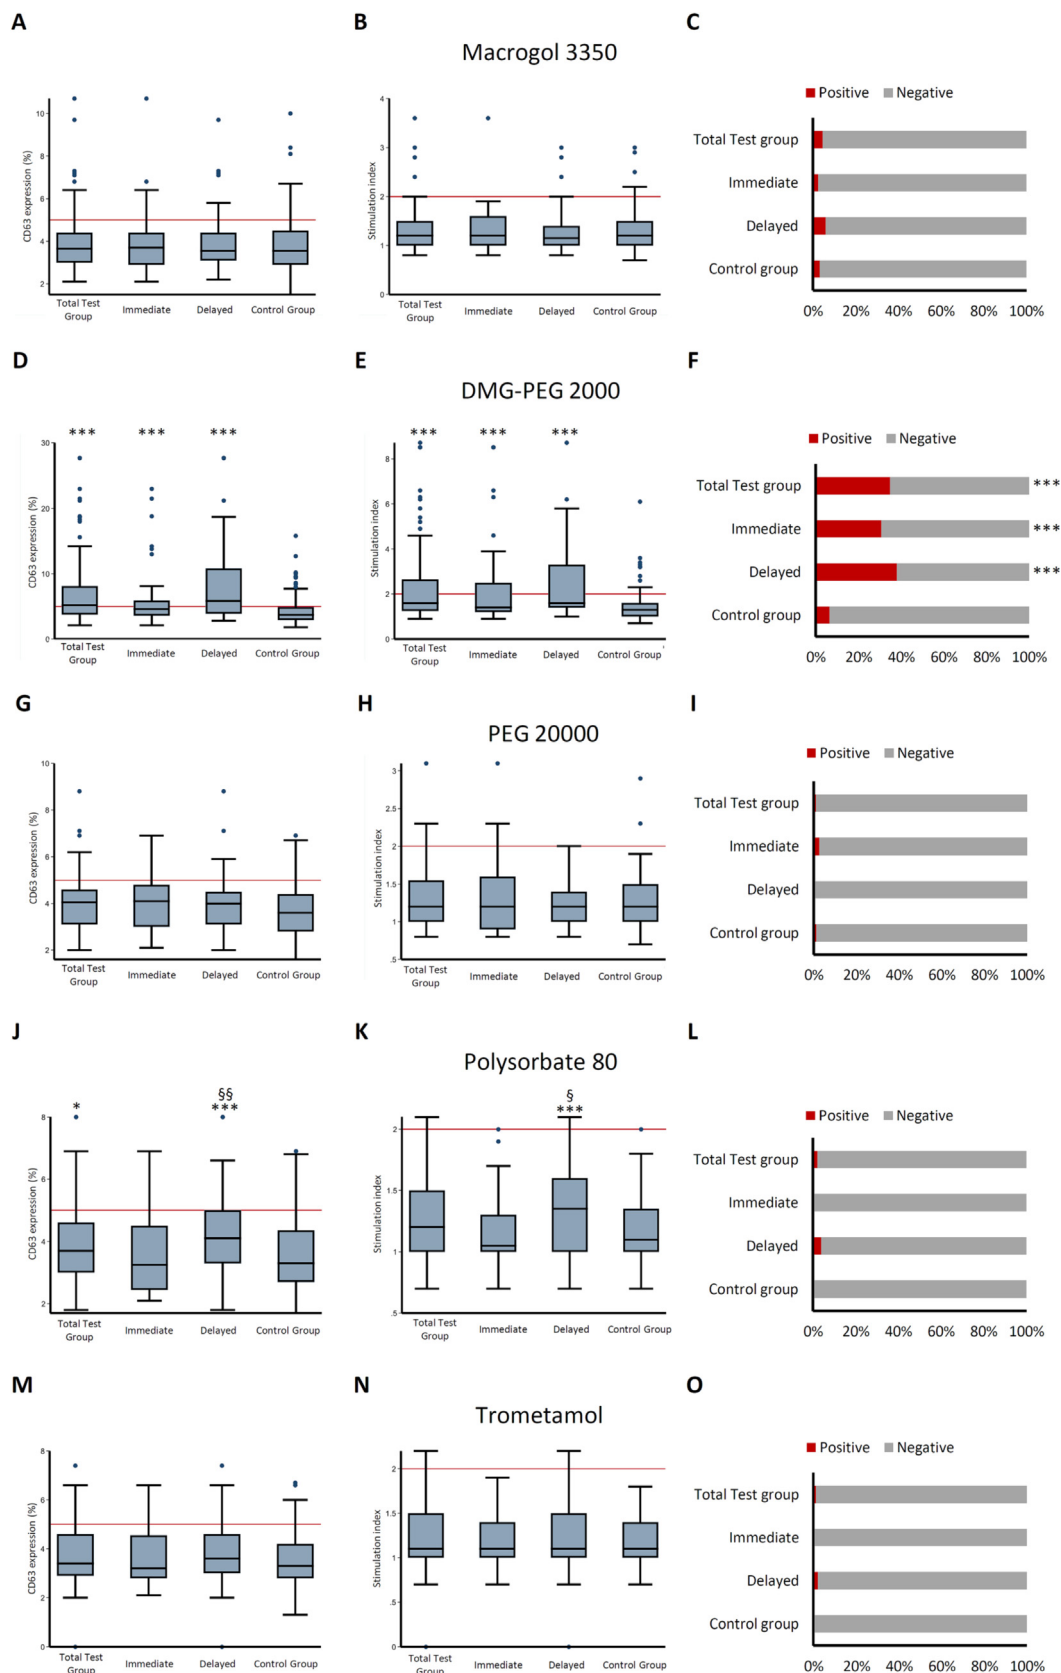 A
B
C
Macrogol 3350
Positive Negative
CD63 expression (%)
10
8
6
4
2
Total Test
Group
Immediate
Delayed
Control Group
Stimulation index
4
3
2
1
0
Total Test
Group
Immediate
Delayed
Control Group
Total Test group
Immediate
Delayed
Control group
0% 20% 40% 60% 80% 100%
D
E
F
DMG-PEG 2000
Positive Negative
*** *** ***
CD63 expression (%)
30
20
10
0
Total Test
Group
Immediate
Delayed
Control Group
*** *** ***
Stimulation index
8
6
4
2
0
Total Test
Group
Immediate
Delayed
Control Group
Total Test group ***
Immediate ***
Delayed ***
Control group
0% 20% 40% 60% 80% 100%
G
H
I
PEG 20000
Positive Negative
CD63 expression (%)
10
8
6
4
2
Total Test
Group
Immediate
Delayed
Control Group
Stimulation index
3
2.5
2
1.5
1
.5
Total Test
Group
Immediate
Delayed
Control Group
Total Test group
Immediate
Delayed
Control group
0% 20% 40% 60% 80% 100%
J
K
L
Polysorbate 80
Positive Negative
§§
* ***
CD63 expression (%)
8
6
4
2
Total Test
Group
Immediate
Delayed
Control Group
§
***
Stimulation index
2
1.5
1
.5
Total Test
Group
Immediate
Delayed
Control Group
Total Test group
Immediate
Delayed
Control group
0% 20% 40% 60% 80% 100%
M
N
O
Trometamol
Positive Negative
CD63 expression (%)
8
6
4
2
0
Total Test
Group
Immediate
Delayed
Control Group
Stimulation index
2
1.5
1
.5
0
Total Test
Group
Immediate
Delayed
Control Group
Total Test group
Immediate
Delayed
Control group
0% 20% 40% 60% 80% 100%